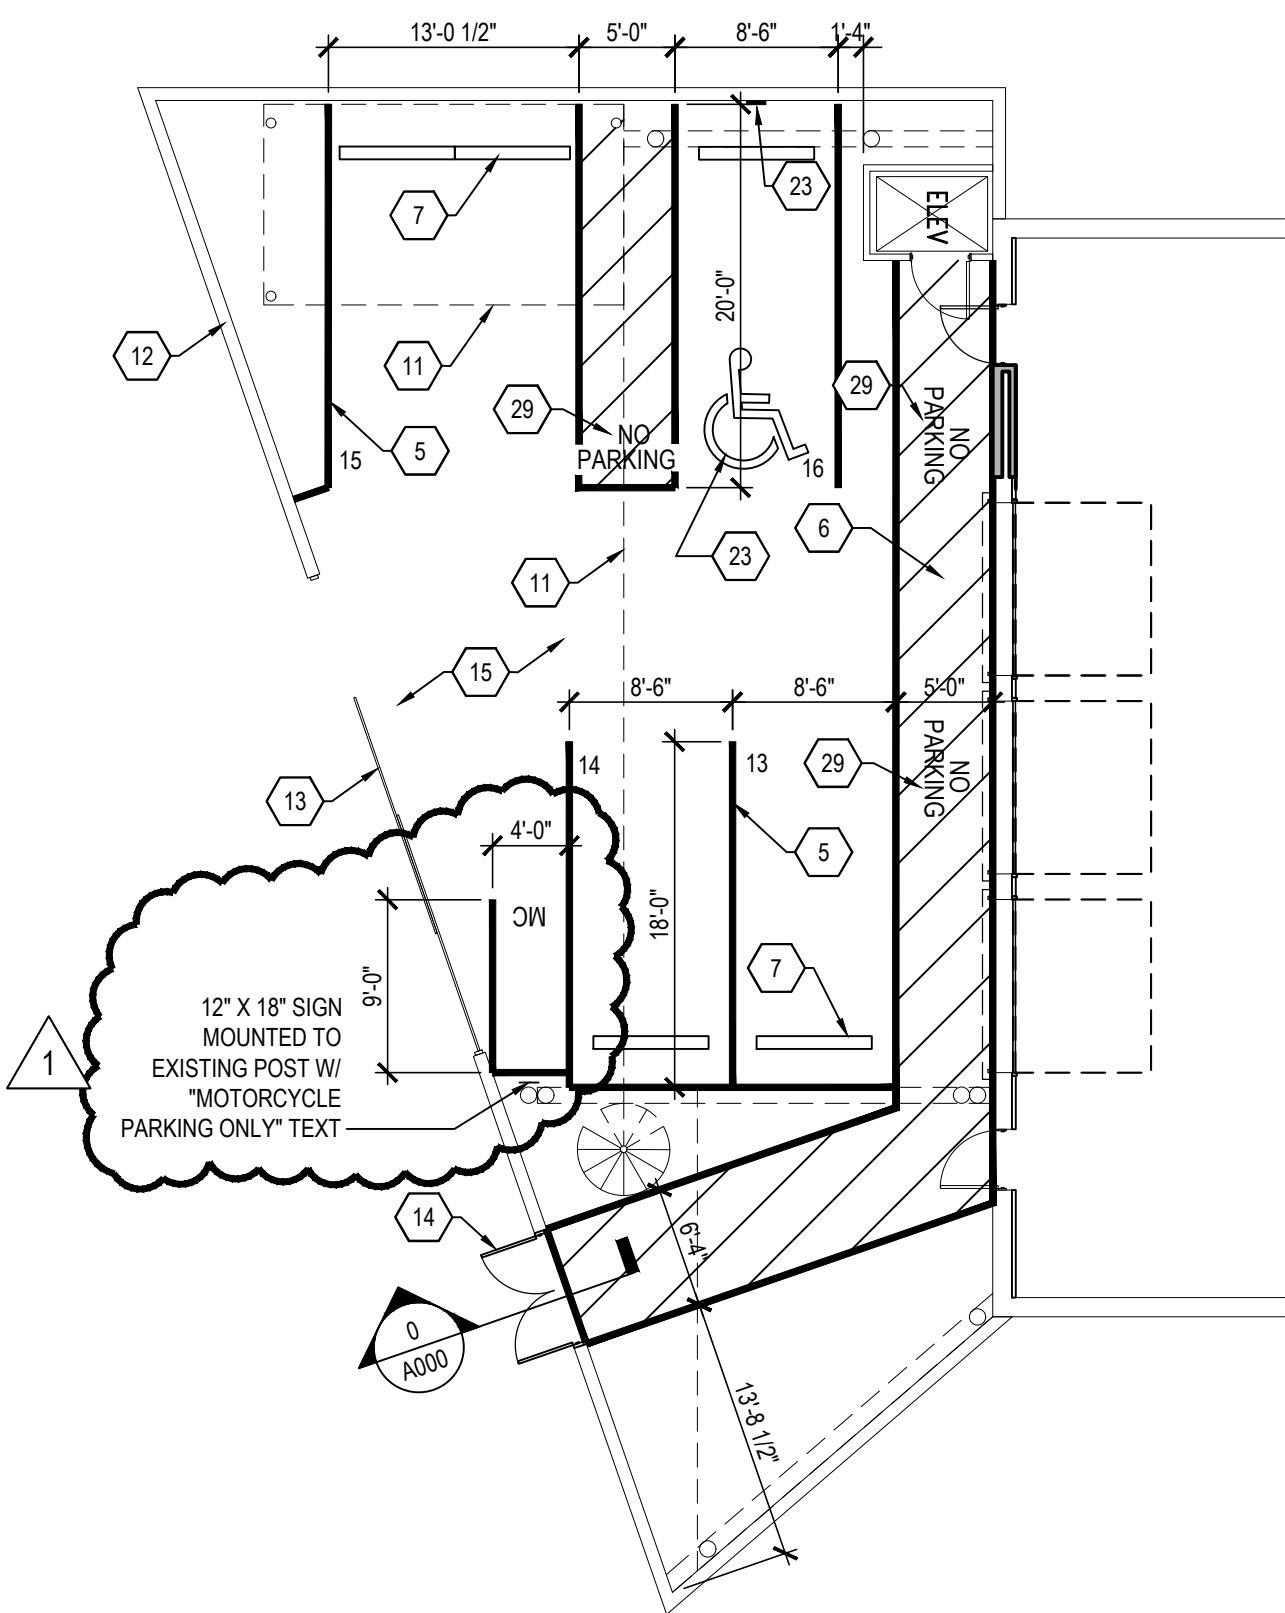 13'-0 1/2"
5'-0"
8'-6"
1'-4"
23
7
ELEV
20'-0"
12
11
29
29
NO
PARKING
5
NO
PARKING
15
16
6
23
11
15
8'-6"
8'-6"
5'-0"
14
13
29
NO
PARKING
13
4'-0"
5
MC
18'-0"
9'-0"
7
12" X 18" SIGN
MOUNTED TO
EXISTING POST W/
"MOTORCYCLE
PARKING ONLY" TEXT
1
14
6'-4"
0
A000
13'-8 1/2"